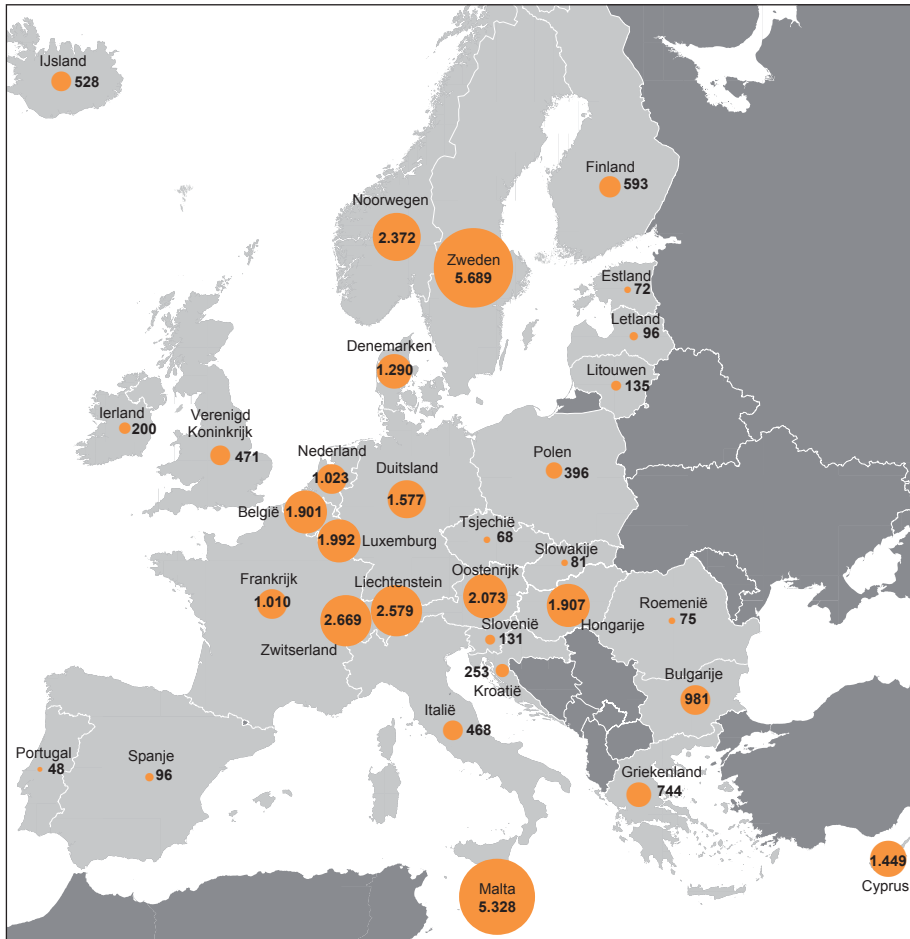 IJsland
528
Finland
593
Noorwegen
2.372
Zweden
5.689
Estland
72
Letland
96
Denemarken
1.290
Litouwen
135
Ierland
200
Verenigd
Koninkrijk
471
Nederland
1.023
Duitsland
1.577
Polen
396
België
1.901
1.992
Luxemburg
Tsjechië
68
Slowakije
81
Frankrijk
1.010
Liechtenstein
2.579
Oostenrijk
2.073
1.907
Hongarije
Roemenië
75
2.669
Zwitserland
Slovenië
131
253
Kroatië
Bulgarije
981
Italië
468
Portugal
48
Spanje
96
Griekenland
744
1.449
Cyprus
Malta
5.328